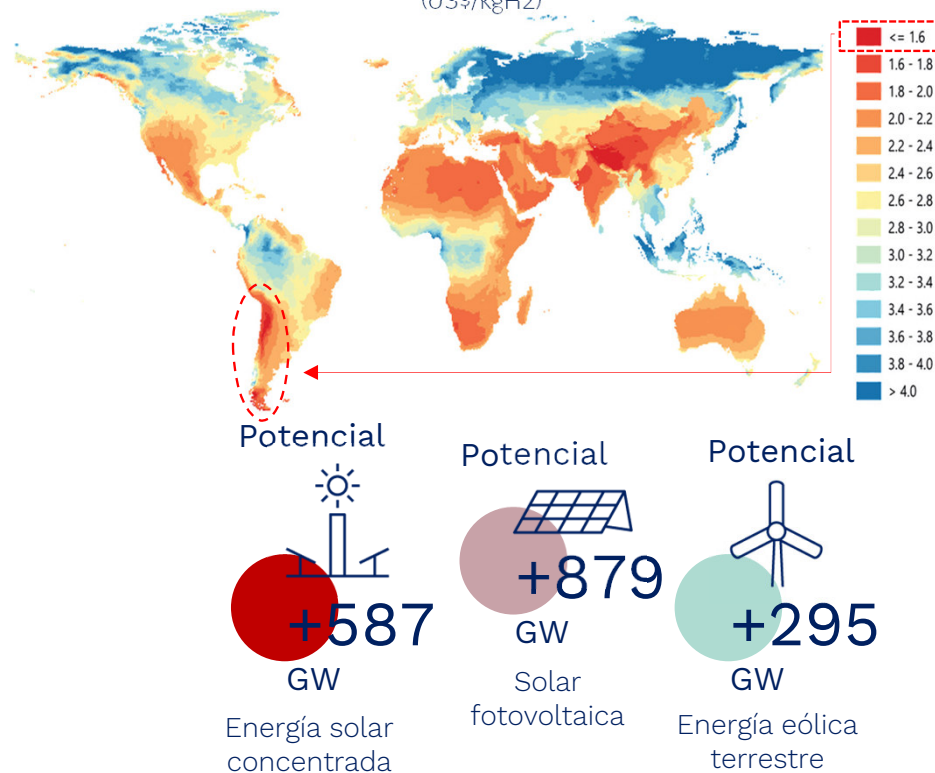 (US$/kgH2)
<= 1.6
1.6 - 1.8
1.8 - 2.0
2.0 - 2.2
2.2 - 2.4
2.4 - 2.6
2.6 - 2.8
2.8 - 3.0
3.0 - 3.2
3.2 - 3.4
3.4 - 3.6
3.6 - 3.8
3.8 - 4.0
> 4.0
Potencial
+587
GW
Energía solar
concentrada
Potencial
+879
GW
Solar
fotovoltaica
Potencial
+295
GW
Energía eólica
terrestre